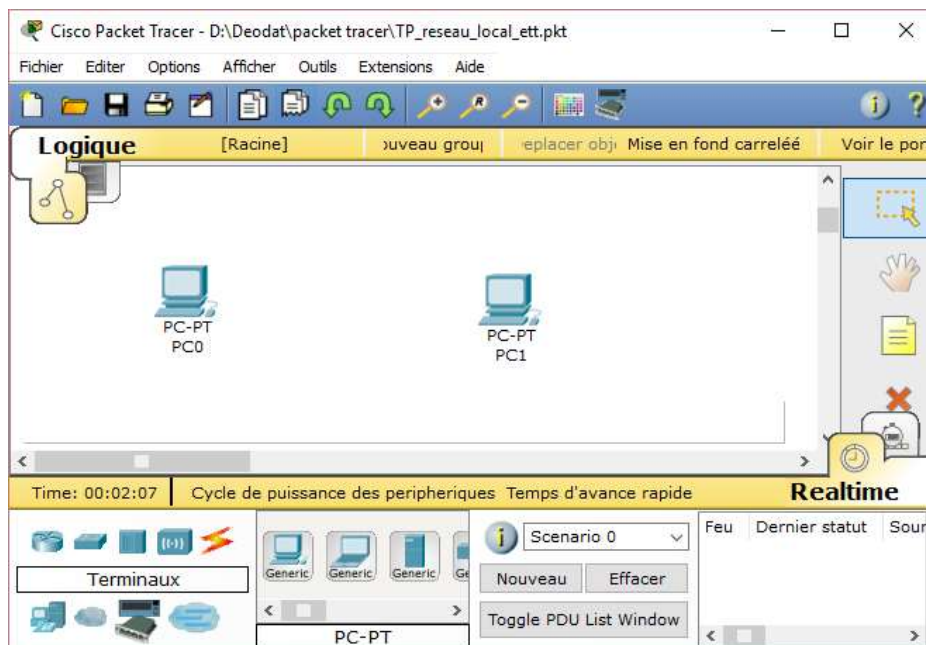 Cisco Packet Tracer - D:\Deodat\packet tracer\TP_reseau_local_ett.pkt
Fichier Editer Options Afficher Outils Extensions Aide
Logique [Racine] ouveau grou eplacer obj Mise en fond carreléé Voir le por
PC-PT
PC0
PC-PT
PC1
Time: 00:02:07 Cycle de puissance des peripheriques Temps d'avance rapide Realtime
Terminaux
Generic Generic Generic Ge
PC-PT
Scenario 0
Nouveau Effacer
Toggle PDU List Window
Feu Dernier statut Sour